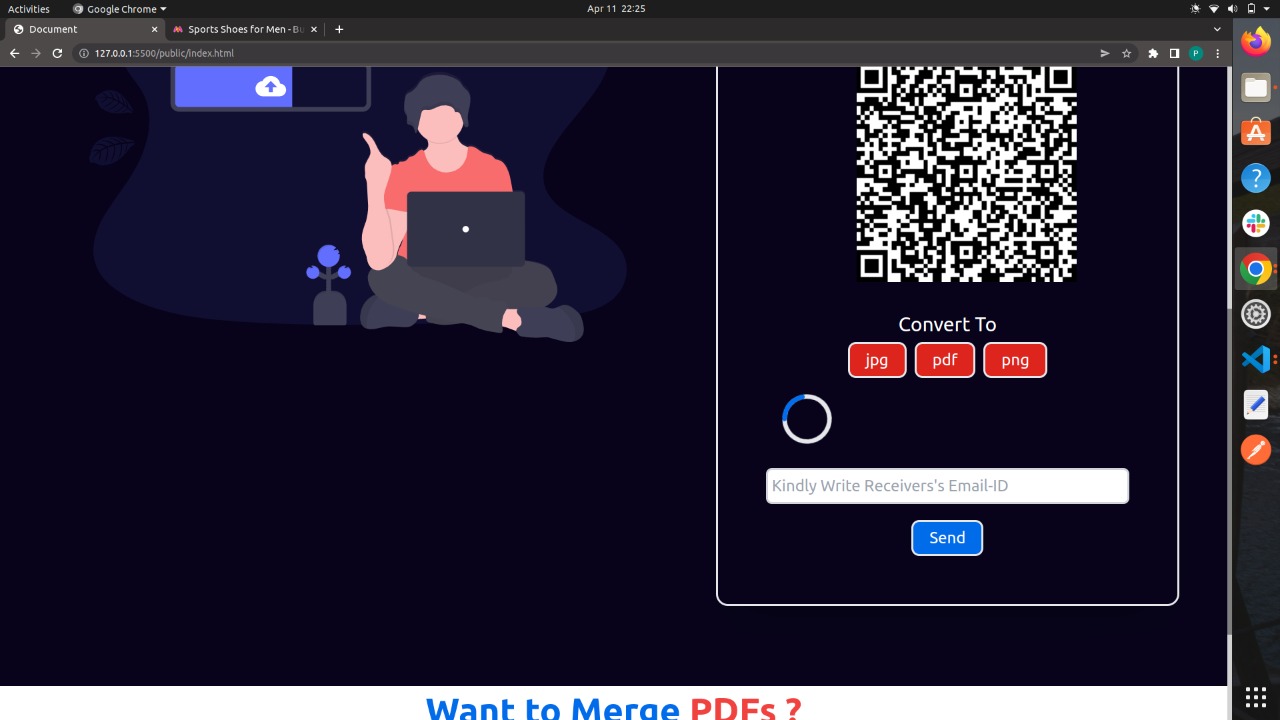 Activities
Google Chrome
Apr 11 22:25
Document
Sports Shoes for Men - Bu
127.0.0.1:5500/public/index.html
P
Convert To
jpg
pdf
png
Kindly Write Receivers's Email-ID
Send
Want to Merge PDFs ?